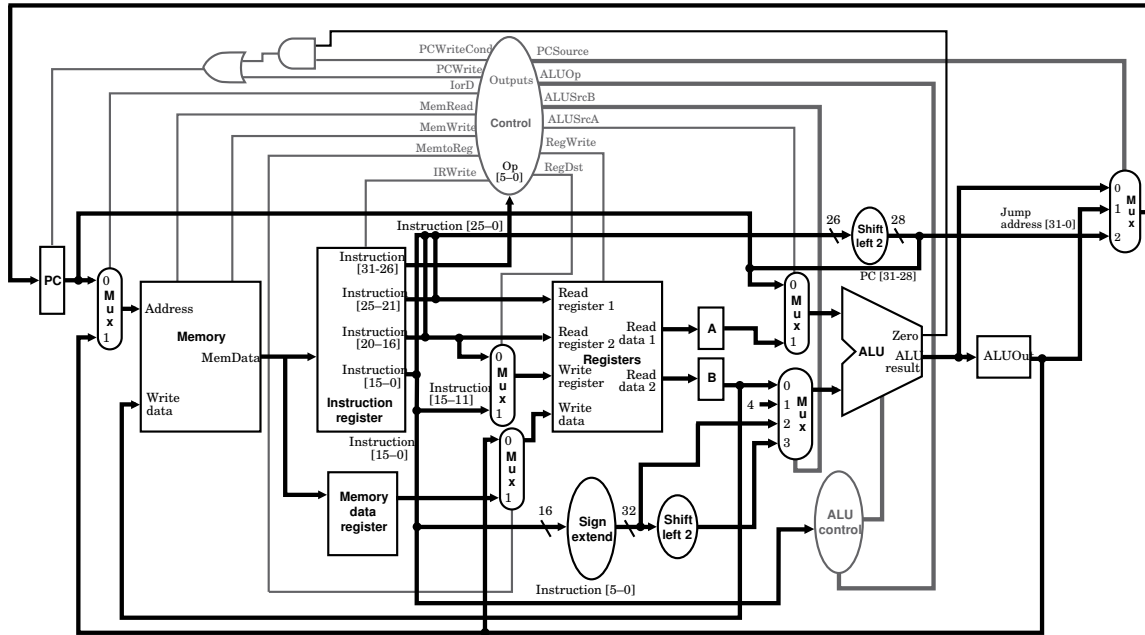 PCWriteCond
PCSource
PCWrite
ALUOp
IorD
Outputs
ALUSrcB
MemRead
ALUSrcA
MemWrite
Control
RegWrite
MemtoReg
RegDst
IRWrite
Op
[5–0]
Instruction [25–0]
26
28
Shift
left 2
Jump
address [31-0]
0
1
2
M
u
x
PC [31-28]
PC
0
M
u
x
1
Address
Memory
MemData
Write
data
Instruction
[31-26]
Instruction
[25–21]
Instruction
[20–16]
Instruction
[15–0]
Instruction
register
Instruction
[15–11]
Instruction
[15–0]
0
M
u
x
1
0
M
u
x
1
Read
register 1
Read
register 2
Write
register
Write
data
Registers
Read
data 1
Read
data 2
A
B
0
M
u
x
1
4
0
1
2
3
M
u
x
ALU
Zero
ALU
result
ALUOut
Memory
data
register
16
Sign
extend
32
Shift
left 2
ALU
control
Instruction [5–0]